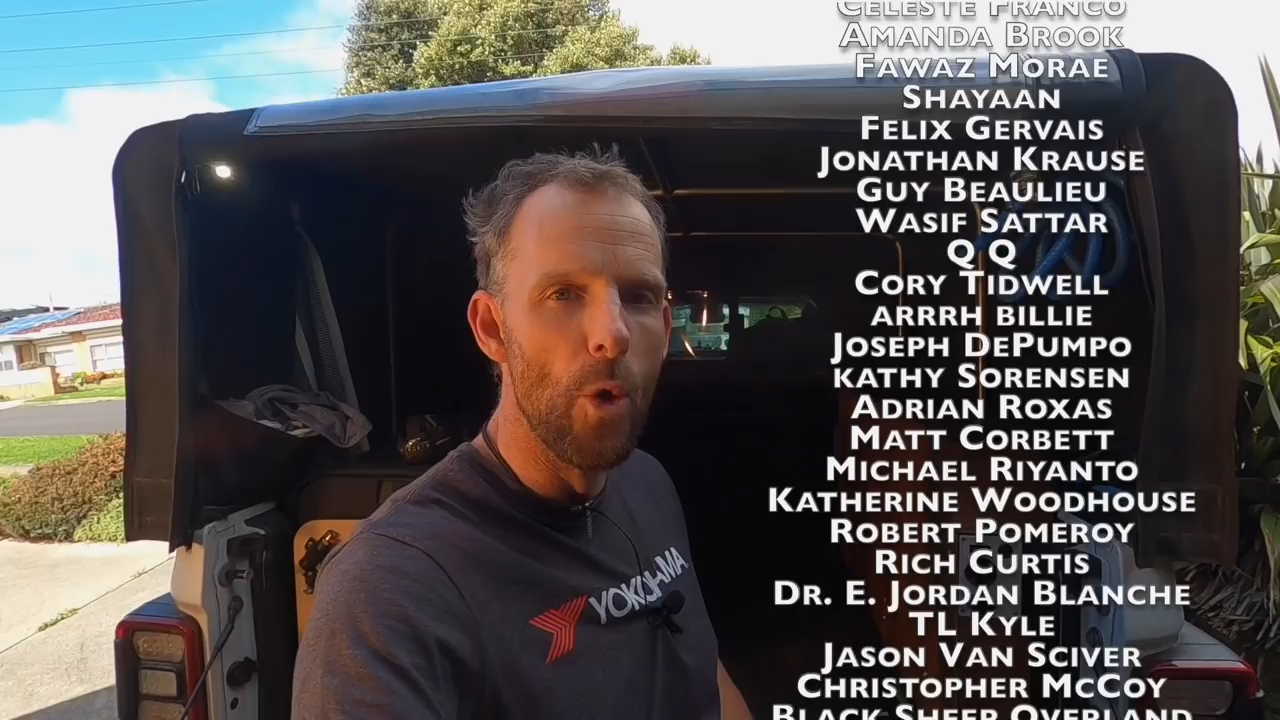 CELESTE FRANCO
AMANDA BROOK
FAWAZ MORAE
SHAYAAN
FELIX GERVAIS
JONATHAN KRAUSE
GUY BEAULIEU
WASIF SATTAR
Q Q
CORY TIDWELL
ARRRH BILLIE
JOSEPH DEPUMPO
KATHY SORENSEN
ADRIAN ROXAS
MATT CORBETT
MICHAEL RIYANTO
KATHERINE WOODHOUSE
ROBERT POMEROY
RICH CURTIS
DR. E. JORDAN BLANCHE
TL KYLE
JASON VAN SCIVER
CHRISTOPHER MCCOY
BLACK SHEEP OVERLAND
YOKOHAMA